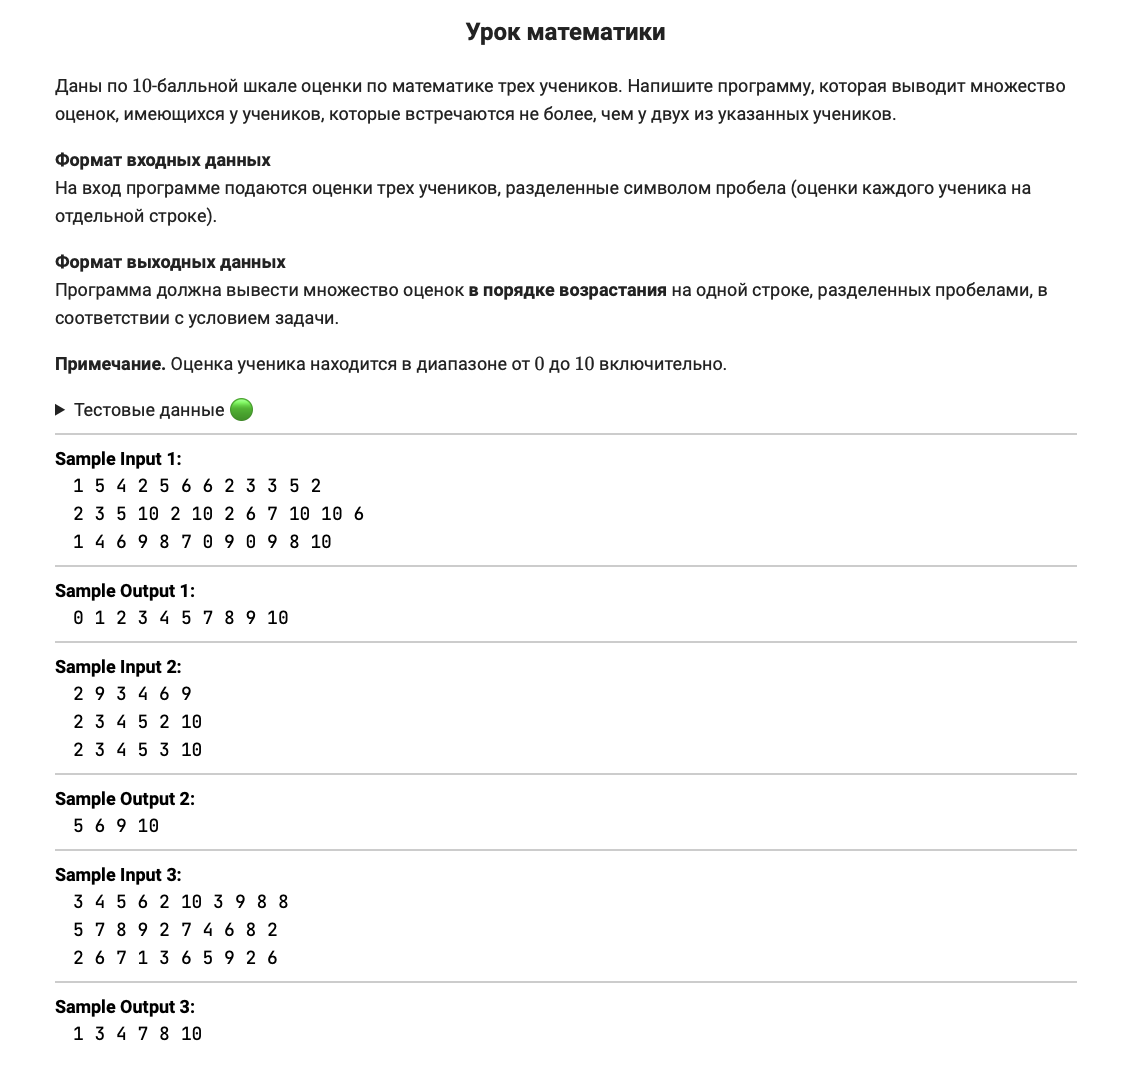 Урок математики
Даны по 10-балльной шкале оценки по математике трех учеников. Напишите программу, которая выводит множество
оценок, имеющихся у учеников, которые встречаются не более, чем у двух из указанных учеников.
Формат входных данных
На вход программе подаются оценки трех учеников, разделенные символом пробела (оценки каждого ученика на
отдельной строке).
Формат выходных данных
Программа должна вывести множество оценок в порядке возрастания на одной строке, разделенных пробелами, в
соответствии с условием задачи.
Примечание. Оценка ученика находится в диапазоне от 0 до 10 включительно.
Тестовые данные
Sample Input 1:
1 5 4 2 5 6 6 2 3 3 5 2
2 3 5 10 2 10 2 6 7 10 10 6
1 4 6 9 8 7 0 9 0 9 8 10
Sample Output 1:
0 1 2 3 4 5 7 8 9 10
Sample Input 2:
2 9 3 4 6 9
2 3 4 5 2 10
2 3 4 5 3 10
Sample Output 2:
5 6 9 10
Sample Input 3:
3 4 5 6 2 10 3 9 8 8
5 7 8 9 2 7 4 6 8 2
2 6 7 1 3 6 5 9 2 6
Sample Output 3:
1 3 4 7 8 10